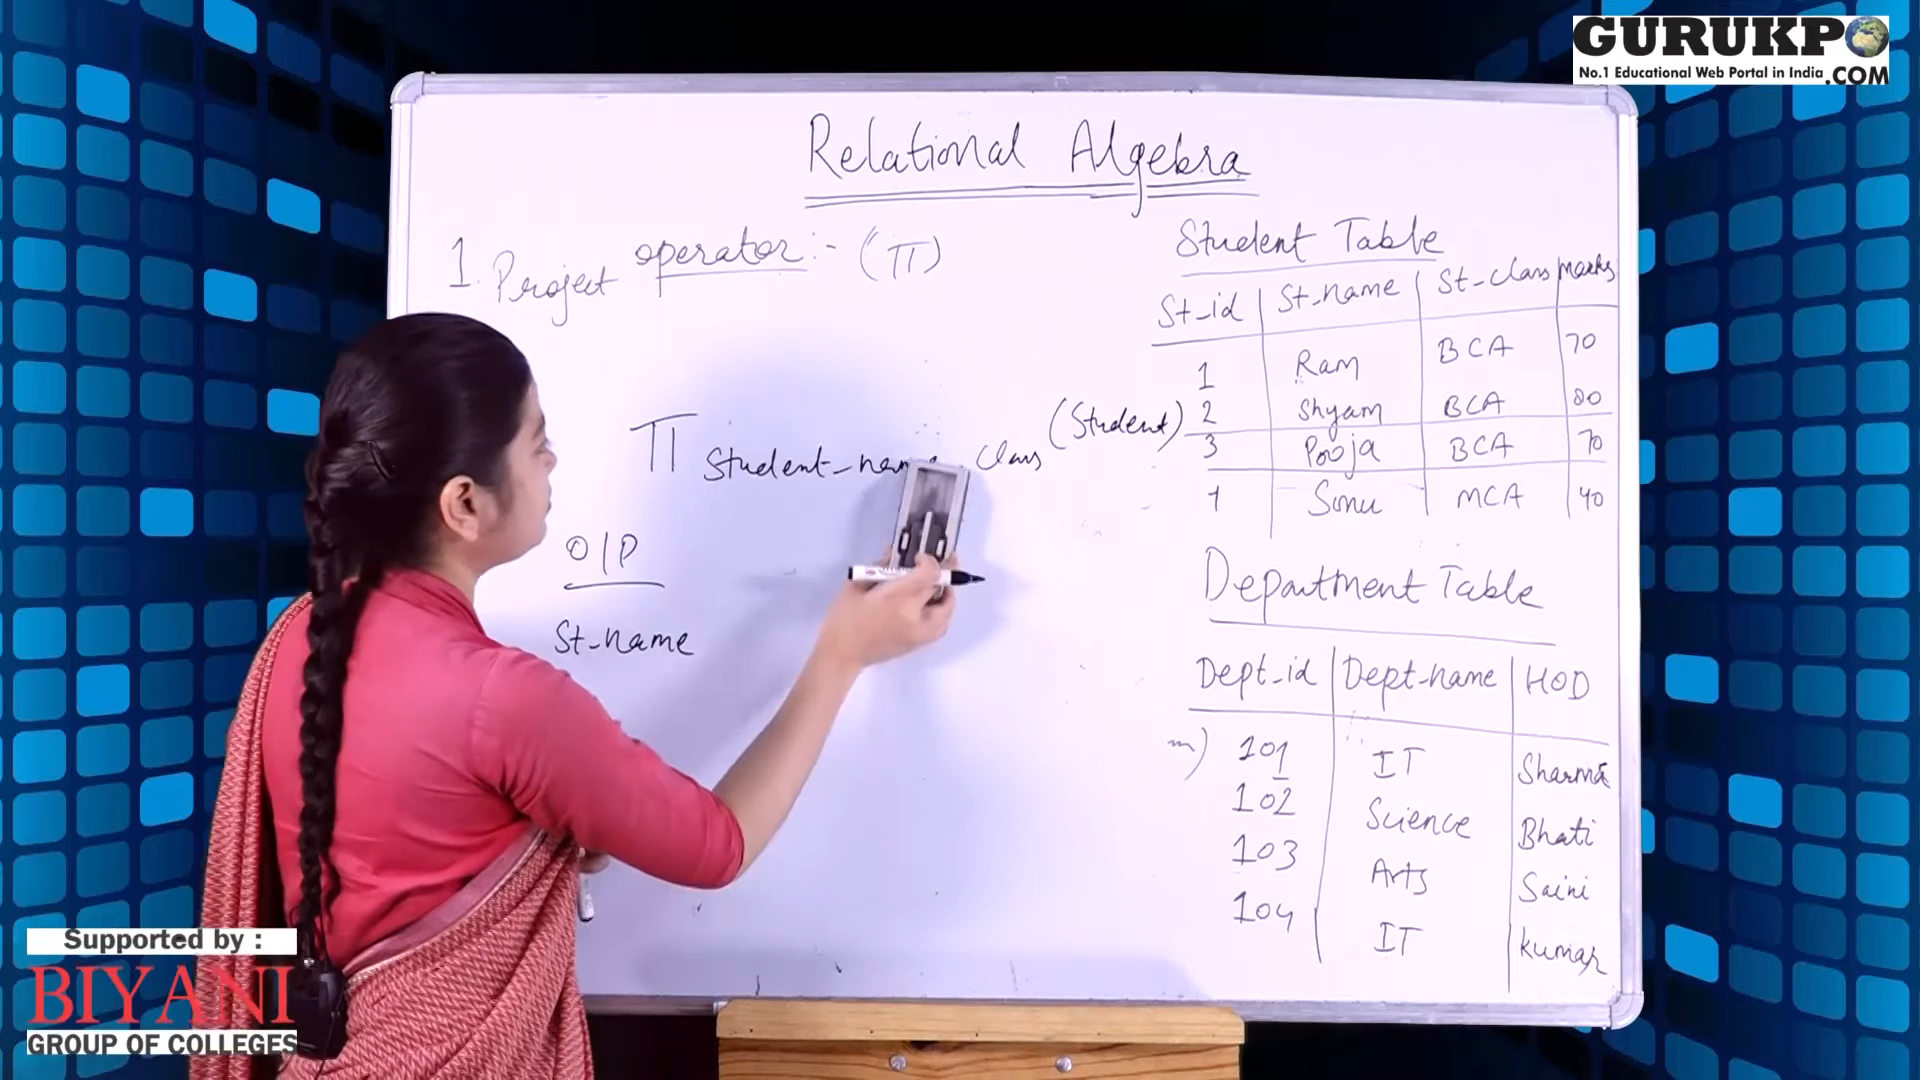 GURUKPO
No.1 Educational Web Portal in India .COM
Relational Algebra
1. Project operator :- (π)
π Student-name class (Student)
O/P
St-name
Student Table
St-id St-name St-class Marks
1 Ram BCA 70
2 Shyam BCA 80
3 Pooja BCA 70
Sonu MCA 40
Department Table
Dept-id Dept-name HOD
101 IT Sharma
102 Science Bhati
103 Arts Saini
104 IT Kumar
Supported by :
BIYANI
GROUP OF COLLEGES